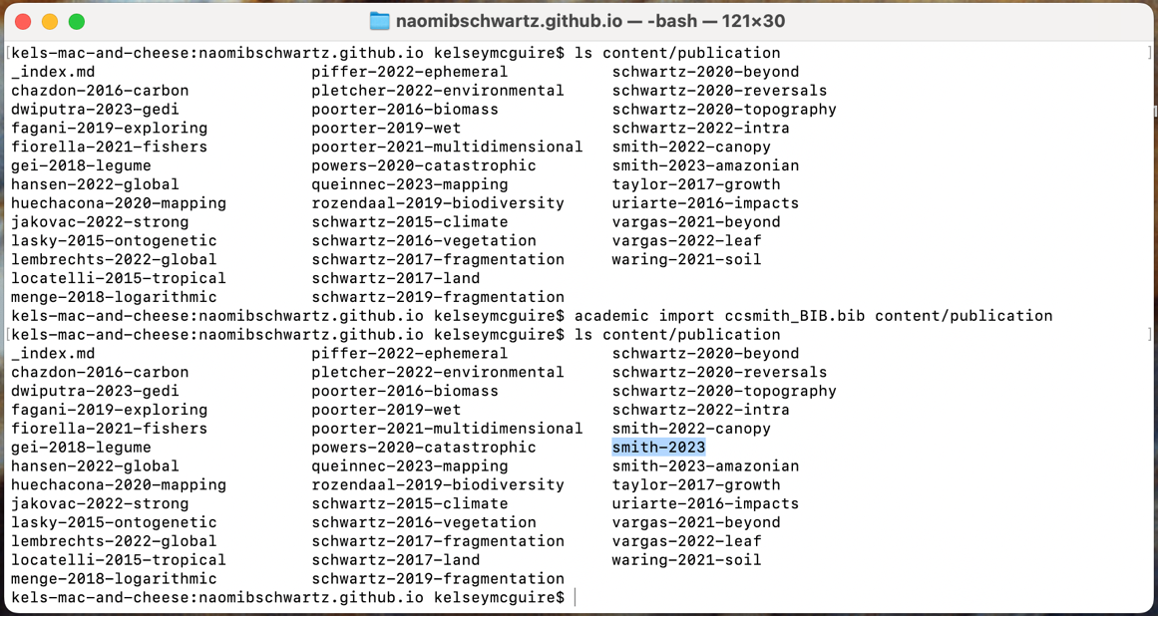 naomibschwartz.github.io — -bash — 121×30
[kels-mac-and-cheese:naomibschwartz.github.io kelseymcguire$ ls content/publication ]
_index.md piffer-2022-ephemeral schwartz-2020-beyond
chazdon-2016-carbon pletcher-2022-environmental schwartz-2020-reversals
dwiputra-2023-gedi poorter-2016-biomass schwartz-2020-topography
fagani-2019-exploring poorter-2019-wet schwartz-2022-intra
fiorella-2021-fishers poorter-2021-multidimensional smith-2022-canopy
gei-2018-legume powers-2020-catastrophic smith-2023-amazonian
hansen-2022-global queinnec-2023-mapping taylor-2017-growth
huechacona-2020-mapping rozendaal-2019-biodiversity uriarte-2016-impacts
jakovac-2022-strong schwartz-2015-climate vargas-2021-beyond
lasky-2015-ontogenetic schwartz-2016-vegetation vargas-2022-leaf
lembrechts-2022-global schwartz-2017-fragmentation waring-2021-soil
locatelli-2015-tropical schwartz-2017-land
menge-2018-logarithmic schwartz-2019-fragmentation
kels-mac-and-cheese:naomibschwartz.github.io kelseymcguire$ academic import ccsmith_BIB.bib content/publication
[kels-mac-and-cheese:naomibschwartz.github.io kelseymcguire$ ls content/publication ]
_index.md piffer-2022-ephemeral schwartz-2020-beyond
chazdon-2016-carbon pletcher-2022-environmental schwartz-2020-reversals
dwiputra-2023-gedi poorter-2016-biomass schwartz-2020-topography
fagani-2019-exploring poorter-2019-wet schwartz-2022-intra
fiorella-2021-fishers poorter-2021-multidimensional smith-2022-canopy
gei-2018-legume powers-2020-catastrophic smith-2023
hansen-2022-global queinnec-2023-mapping smith-2023-amazonian
huechacona-2020-mapping rozendaal-2019-biodiversity taylor-2017-growth
jakovac-2022-strong schwartz-2015-climate uriarte-2016-impacts
lasky-2015-ontogenetic schwartz-2016-vegetation vargas-2021-beyond
lembrechts-2022-global schwartz-2017-fragmentation vargas-2022-leaf
locatelli-2015-tropical schwartz-2017-land waring-2021-soil
menge-2018-logarithmic schwartz-2019-fragmentation
kels-mac-and-cheese:naomibschwartz.github.io kelseymcguire$